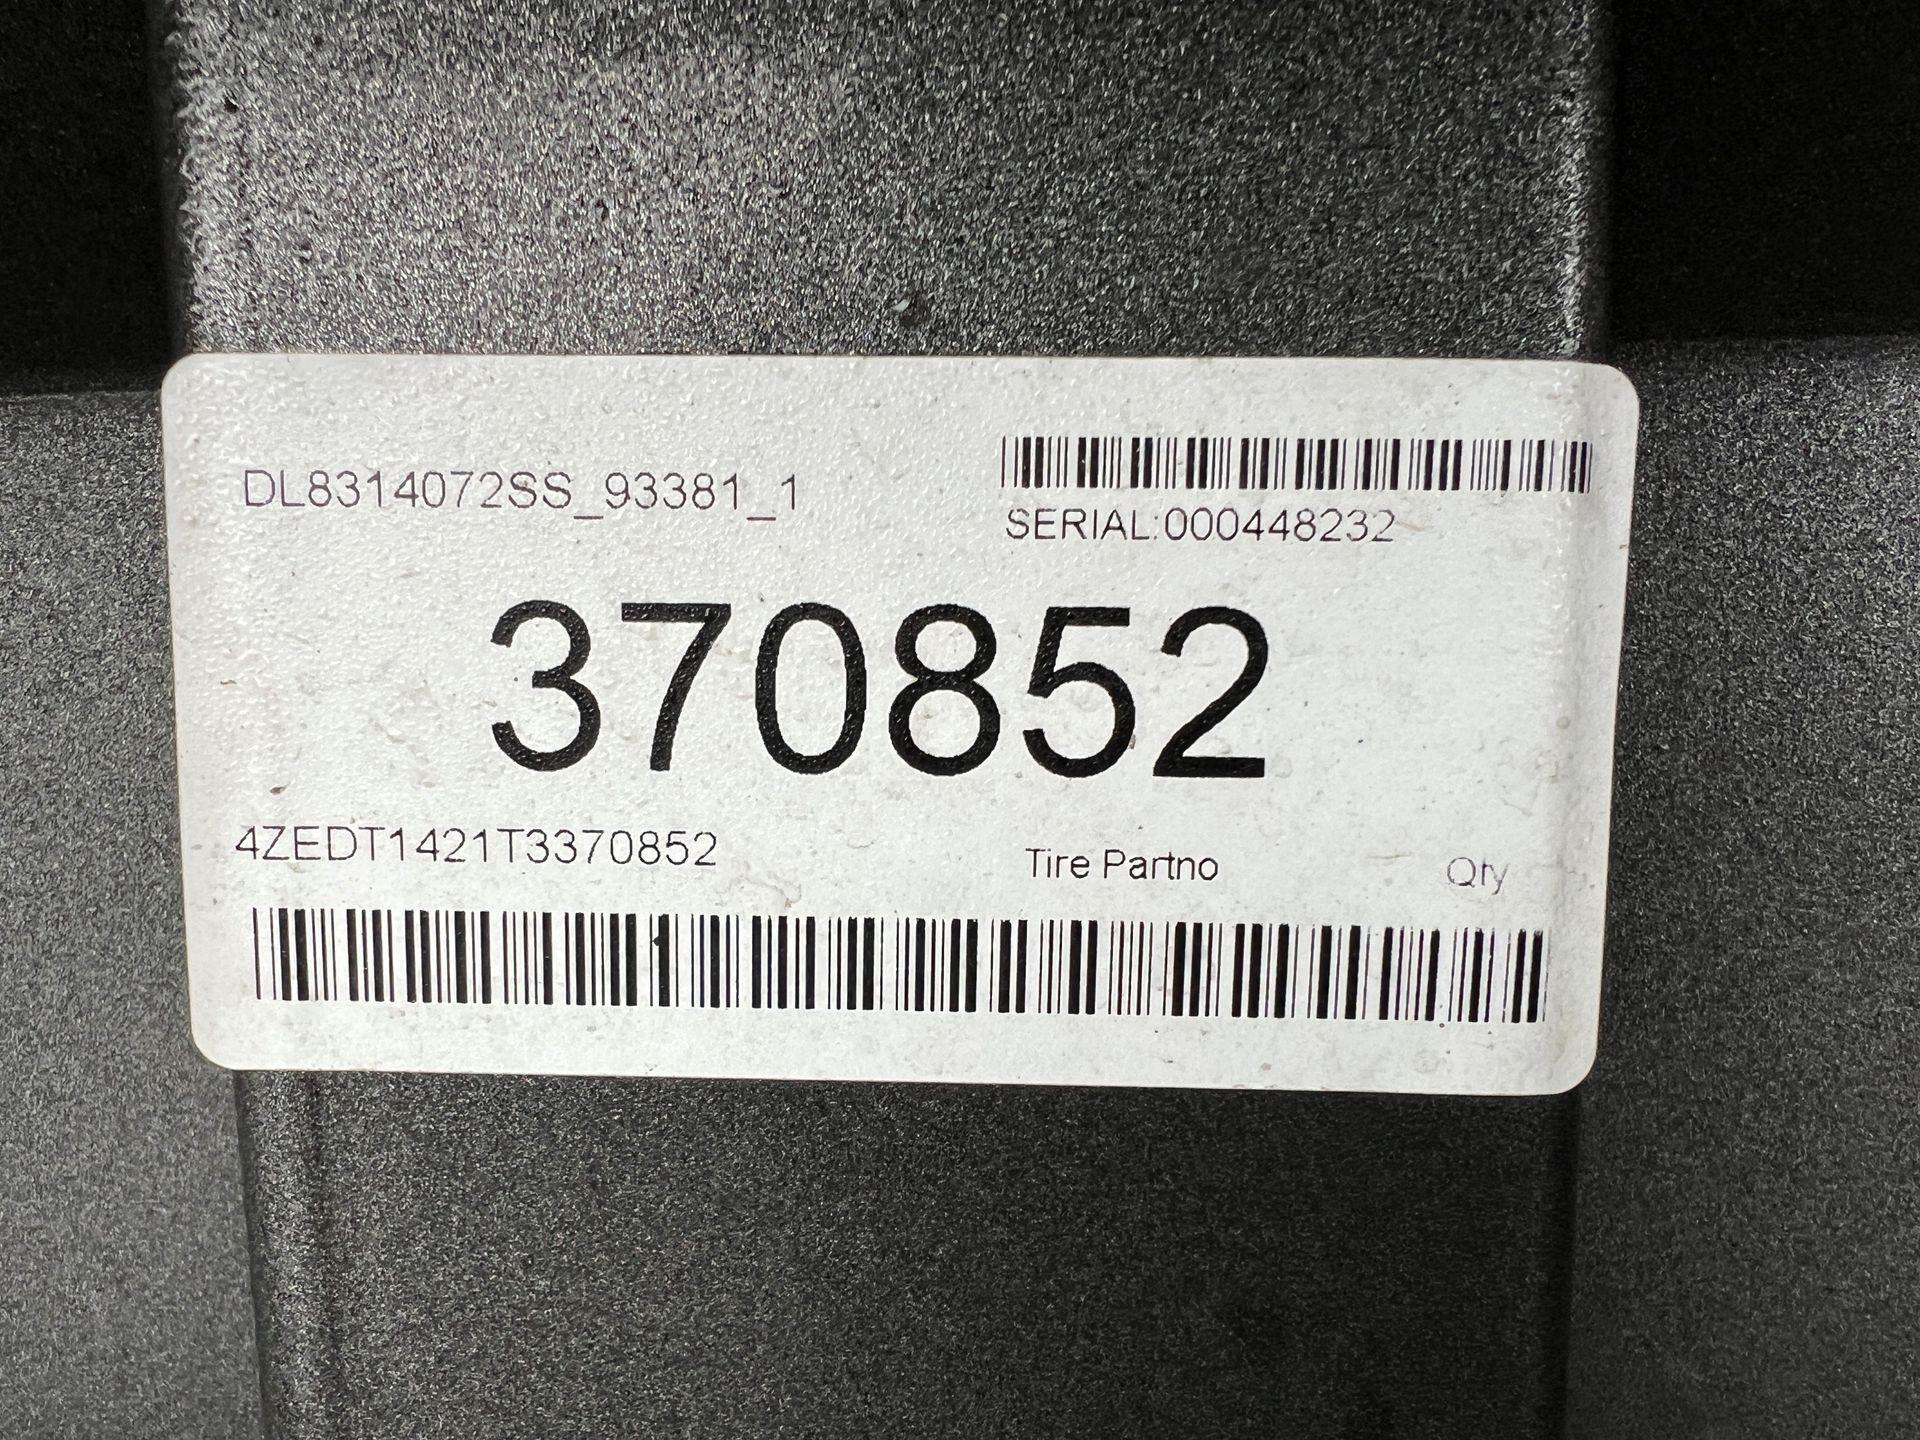 DL8314072SS_93381_1
SERIAL:000448232
370852
4ZEDT1421T3370852
Tire Partno
Qty